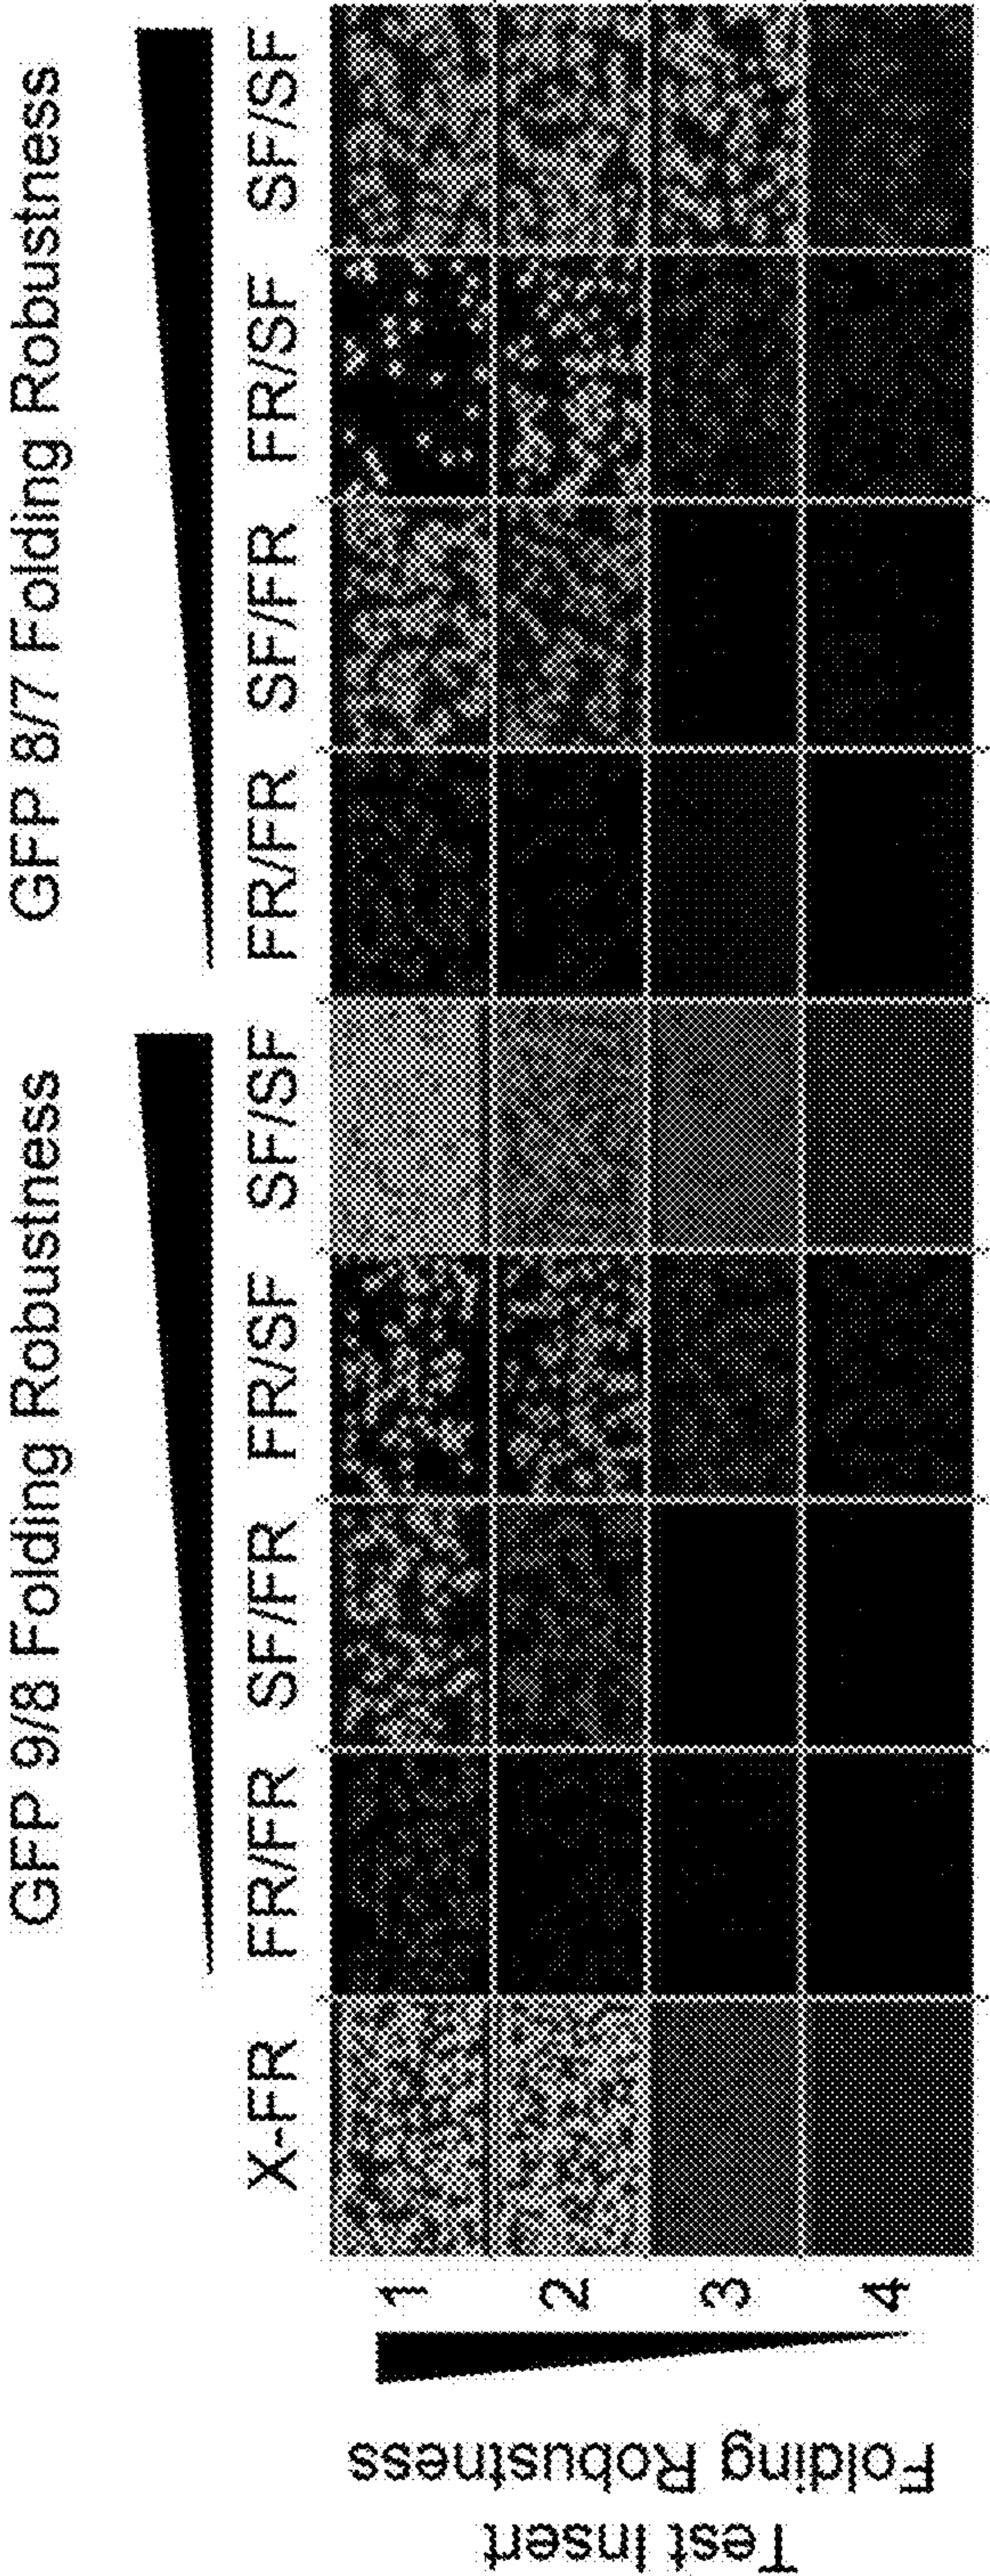 GFP 9/8 Folding Robustness
GFP 8/7 Folding Robustness
X-FR FR/FR SF/FR FR/SF SF/SF FR/FR SF/FR FR/SF SF/SF
Test Insert
Folding Robustness
1
2
3
4